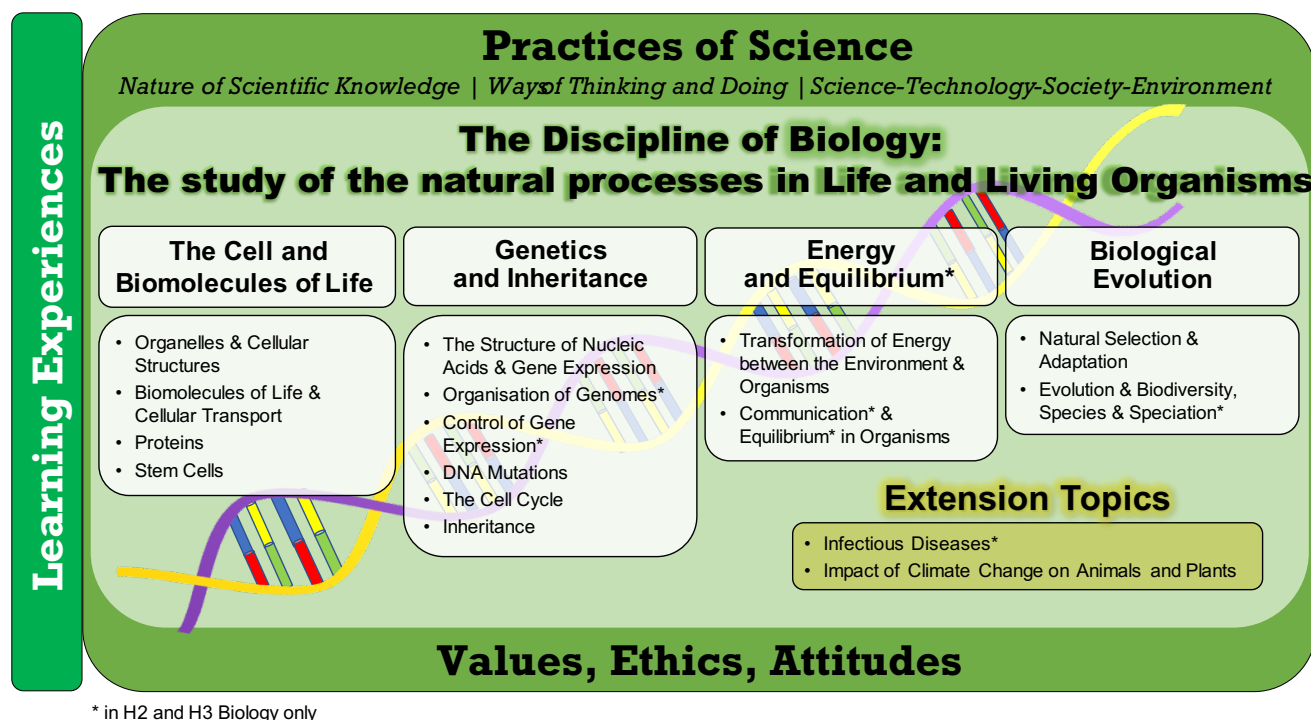 Learning Experiences
Practices of Science
Nature of Scientific Knowledge | Ways of Thinking and Doing | Science-Technology-Society-Environment
The Discipline of Biology:
The study of the natural processes in Life and Living Organisms
The Cell and
Biomolecules of Life
• Organelles & Cellular
Structures
• Biomolecules of Life &
Cellular Transport
• Proteins
• Stem Cells
Genetics
and Inheritance
• The Structure of Nucleic
Acids & Gene Expression
• Organisation of Genomes*
• Control of Gene
Expression*
• DNA Mutations
• The Cell Cycle
• Inheritance
Energy
and Equilibrium*
• Transformation of Energy
between the Environment &
Organisms
• Communication* &
Equilibrium* in Organisms
Biological
Evolution
• Natural Selection &
Adaptation
• Evolution & Biodiversity,
Species & Speciation*
Extension Topics
• Infectious Diseases*
• Impact of Climate Change on Animals and Plants
Values, Ethics, Attitudes
* in H2 and H3 Biology only